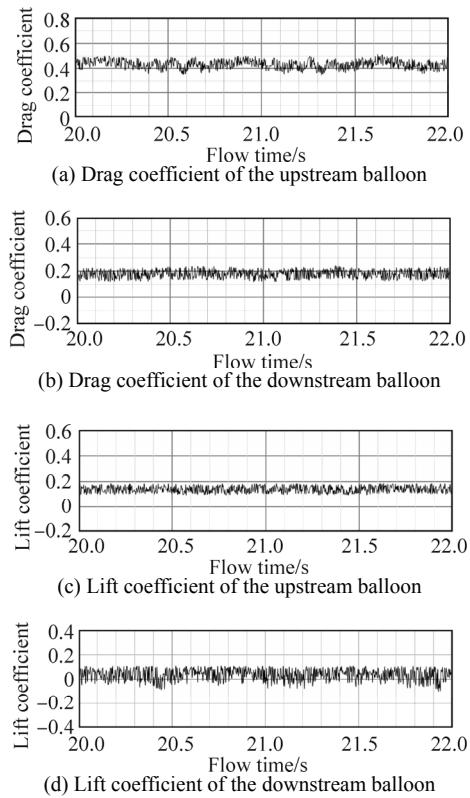 Drag coefficient
0.8
0.6
0.4
0.2
0
20.0 20.5 21.0 21.5 22.0
Flow time/s
(a) Drag coefficient of the upstream balloon
Drag coefficient
0.6
0.4
0.2
0
−0.2
20.0 20.5 21.0 21.5 22.0
Flow time/s
(b) Drag coefficient of the downstream balloon
Lift coefficient
0.6
0.4
0.2
0
−0.2
20.0 20.5 21.0 21.5 22.0
Flow time/s
(c) Lift coefficient of the upstream balloon
Lift coefficient
0.4
0.2
0
−0.2
−0.4
20.0 20.5 21.0 21.5 22.0
Flow time/s
(d) Lift coefficient of the downstream balloon